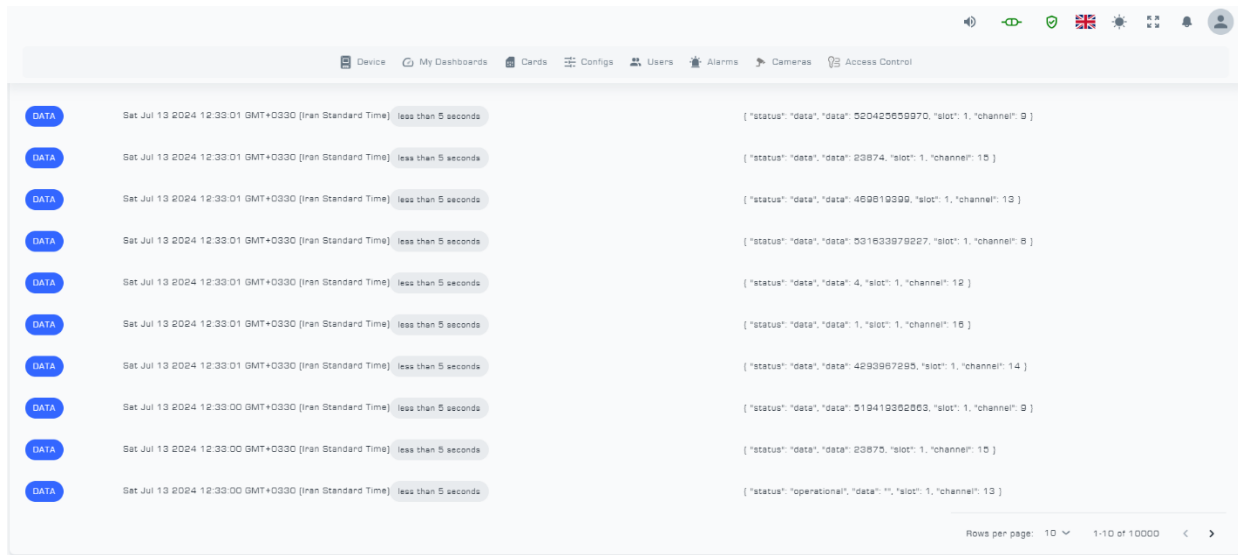 Device My Dashboards Cards Configs Users Alarms Cameras Access Control
DATA Sat Jul 13 2024 12:33:01 GMT+0330 (Iran Standard Time) less than 5 seconds { "status": "data", "data": 520425659970, "slot": 1, "channel": 9 }
DATA Sat Jul 13 2024 12:33:01 GMT+0330 (Iran Standard Time) less than 5 seconds { "status": "data", "data": 23874, "slot": 1, "channel": 15 }
DATA Sat Jul 13 2024 12:33:01 GMT+0330 (Iran Standard Time) less than 5 seconds { "status": "data", "data": 469819399, "slot": 1, "channel": 13 }
DATA Sat Jul 13 2024 12:33:01 GMT+0330 (Iran Standard Time) less than 5 seconds { "status": "data", "data": 531633979227, "slot": 1, "channel": 8 }
DATA Sat Jul 13 2024 12:33:01 GMT+0330 (Iran Standard Time) less than 5 seconds { "status": "data", "data": 4, "slot": 1, "channel": 12 }
DATA Sat Jul 13 2024 12:33:01 GMT+0330 (Iran Standard Time) less than 5 seconds { "status": "data", "data": 1, "slot": 1, "channel": 16 }
DATA Sat Jul 13 2024 12:33:01 GMT+0330 (Iran Standard Time) less than 5 seconds { "status": "data", "data": 4293967295, "slot": 1, "channel": 14 }
DATA Sat Jul 13 2024 12:33:00 GMT+0330 (Iran Standard Time) less than 5 seconds { "status": "data", "data": 519419362863, "slot": 1, "channel": 9 }
DATA Sat Jul 13 2024 12:33:00 GMT+0330 (Iran Standard Time) less than 5 seconds { "status": "data", "data": 23875, "slot": 1, "channel": 15 }
DATA Sat Jul 13 2024 12:33:00 GMT+0330 (Iran Standard Time) less than 5 seconds { "status": "operational", "data": "", "slot": 1, "channel": 13 }
Rows per page: 10 1-10 of 10000